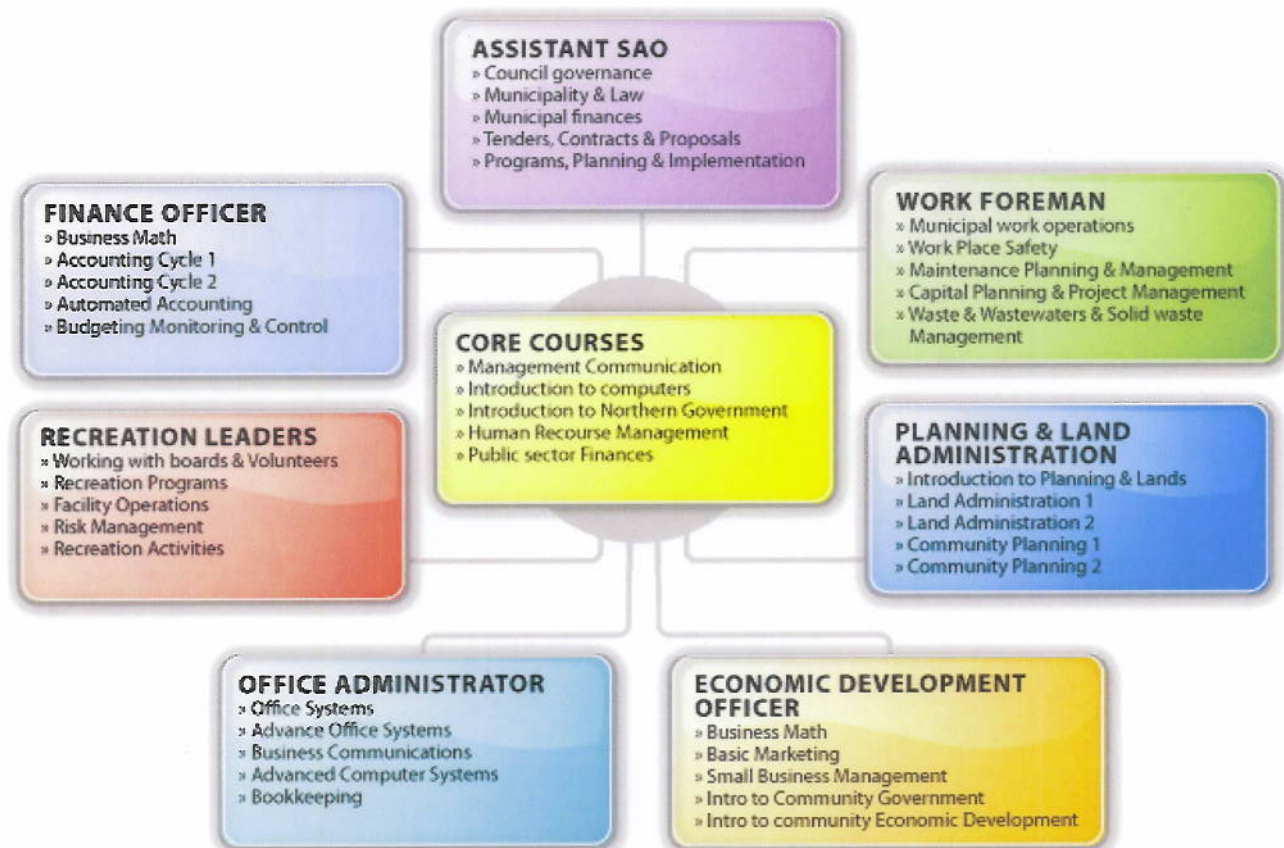 ASSISTANT SAO
» Council governance
» Municipality & Law
» Municipal finances
» Tenders, Contracts & Proposals
» Programs, Planning & Implementation
FINANCE OFFICER
» Business Math
» Accounting Cycle 1
» Accounting Cycle 2
» Automated Accounting
» Budgeting Monitoring & Control
WORK FOREMAN
» Municipal work operations
» Work Place Safety
» Maintenance Planning & Management
» Capital Planning & Project Management
» Waste & Wastewaters & Solid waste
Management
CORE COURSES
» Management Communication
» Introduction to computers
» Introduction to Northern Government
» Human Recourse Management
» Public sector Finances
RECREATION LEADERS
» Working with boards & Volunteers
» Recreation Programs
» Facility Operations
» Risk Management
» Recreation Activities
PLANNING & LAND
ADMINISTRATION
» Introduction to Planning & Lands
» Land Administration 1
» Land Administration 2
» Community Planning 1
» Community Planning 2
OFFICE ADMINISTRATOR
» Office Systems
» Advance Office Systems
» Business Communications
» Advanced Computer Systems
» Bookkeeping
ECONOMIC DEVELOPMENT
OFFICER
» Business Math
» Basic Marketing
» Small Business Management
» Intro to Community Government
» Intro to community Economic Development